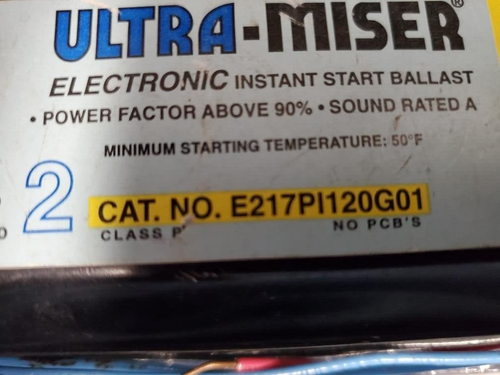 ULTRA-MISER®
ELECTRONIC INSTANT START BALLAST
• POWER FACTOR ABOVE 90% • SOUND RATED A
MINIMUM STARTING TEMPERATURE: 50°F
2
CAT. NO. E217PI120G01
CLASS P NO PCB'S